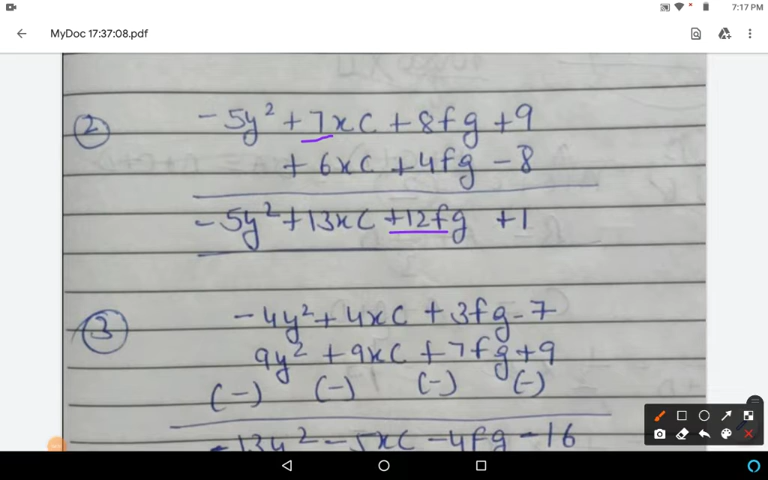 7:17 PM
MyDoc 17:37:08.pdf
② -5y² + 7xc + 8fg + 9
+ 6xc + 4fg - 8
-5y² + 13xc + 12fg + 1
③ -4y² + 4xc + 3fg - 7
9y² + 9xc + 7fg + 9
(-) (-) (-) (-)
-13y² - 5xc - 4fg - 16